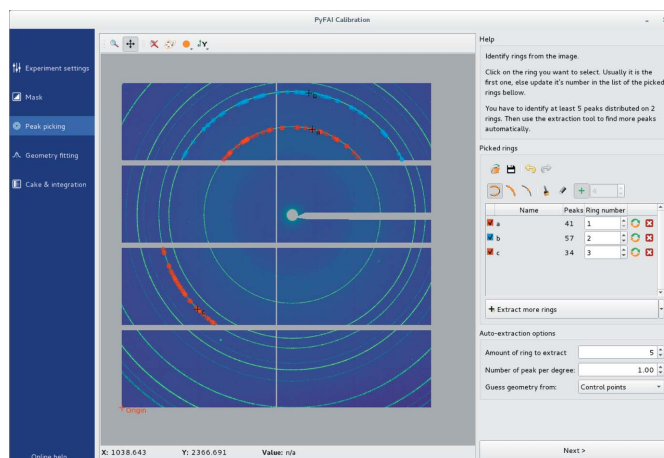 PyFAI Calibration
Experiment settings
Mask
Peak picking
Geometry fitting
Cake & integration
Online help
Origin
X: 1038.643 Y: 2366.691 Value: n/a
Help
Identify rings from the image.
Click on the ring you want to select. Usually it is the
first one, else update it's number in the list of the picked
rings bellow.
You have to identify at least 5 peaks distributed on 2
rings. Then use the extraction tool to find more peaks
automatically.
Picked rings
Name Peaks Ring number
a 41 1
b 57 2
c 34 3
Extract more rings
Auto-extraction options
Amount of ring to extract 5
Number of peak per degree: 1.00
Guess geometry from: Control points
Next >